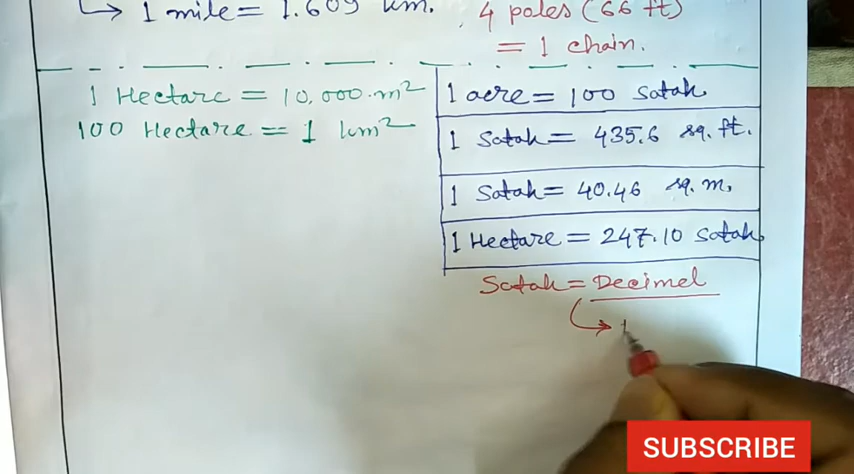 1 mile = 1.609 km.
4 poles (66 ft)
= 1 chain.
1 Hectare = 10,000 m²
100 Hectare = 1 km²
1 acre = 100 Satak
1 Satak = 435.6 sq. ft.
1 Satak = 40.46 sq. m.
1 Hectare = 247.10 Satak
Satak = Decimel
SUBSCRIBE